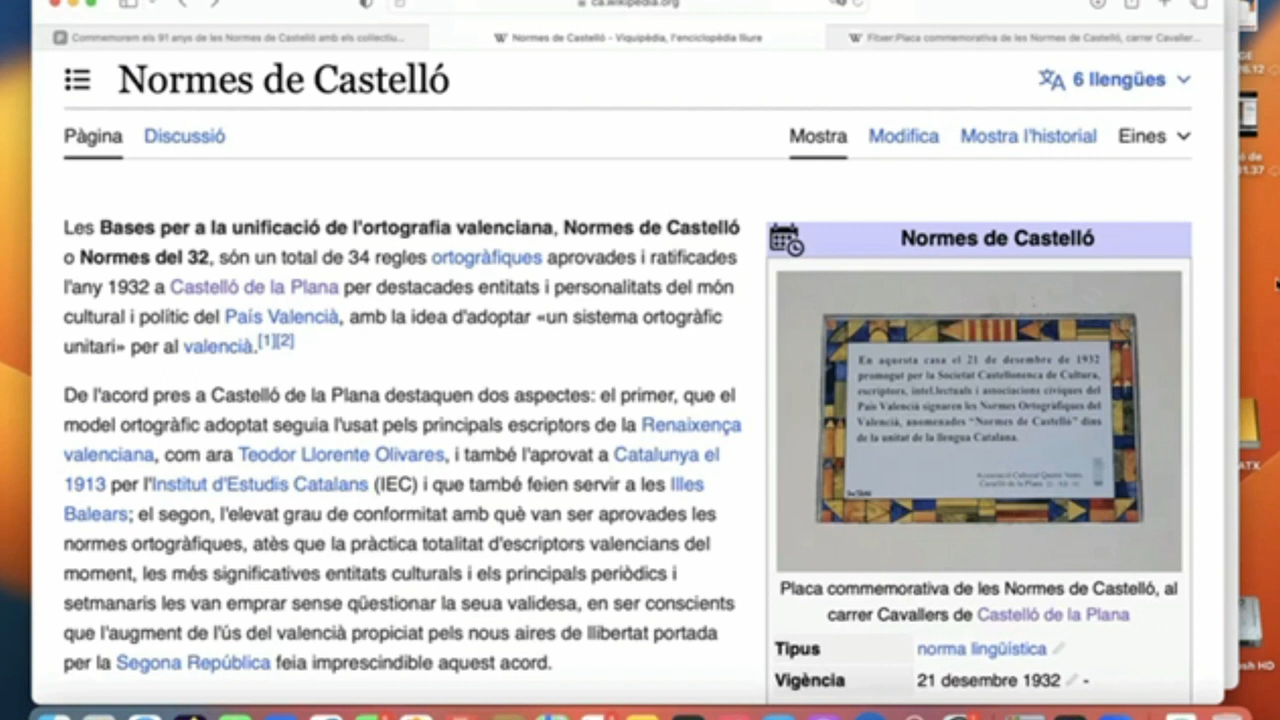 ca.wikipedia.org
Commemorem els 91 anys de les Normes de Castelló amb els col·lectiu...
Normes de Castelló - Viquipèdia, l'enciclopèdia lliure
Fitxer:Placa commemorativa de les Normes de Castelló, carrer Cavaller...
Normes de Castelló
6 llengües
Pàgina Discussió
Mostra Modifica Mostra l'historial Eines
Les Bases per a la unificació de l'ortografia valenciana, Normes de Castelló
o Normes del 32, són un total de 34 regles ortogràfiques aprovades i ratificades
l'any 1932 a Castelló de la Plana per destacades entitats i personalitats del món
cultural i polític del País Valencià, amb la idea d'adoptar «un sistema ortogràfic
unitari» per al valencià.[1][2]
De l'acord pres a Castelló de la Plana destaquen dos aspectes: el primer, que el
model ortogràfic adoptat seguia l'usat pels principals escriptors de la Renaixença
valenciana, com ara Teodor Llorente Olivares, i també l'aprovat a Catalunya el
1913 per l'Institut d'Estudis Catalans (IEC) i que també feien servir a les Illes
Balears; el segon, l'elevat grau de conformitat amb què van ser aprovades les
normes ortogràfiques, atès que la pràctica totalitat d'escriptors valencians del
moment, les més significatives entitats culturals i els principals periòdics i
setmanaris les van emprar sense qüestionar la seua validesa, en ser conscients
que l'augment de l'ús del valencià propiciat pels nous aires de llibertat portada
per la Segona República feia imprescindible aquest acord.
Normes de Castelló
En aquesta casa el 21 de desembre de 1932
promogut per la Societat Castellonenca de Cultura,
escriptors, intel.lectuals i associacions cíviques del
País Valencià signaren les Normes Ortogràfiques del
Valencià, anomenades "Normes de Castelló" dins
de la unitat de la llengua Catalana.
Placa commemorativa de les Normes de Castelló, al
carrer Cavallers de Castelló de la Plana
Tipus norma lingüística
Vigència 21 desembre 1932 -